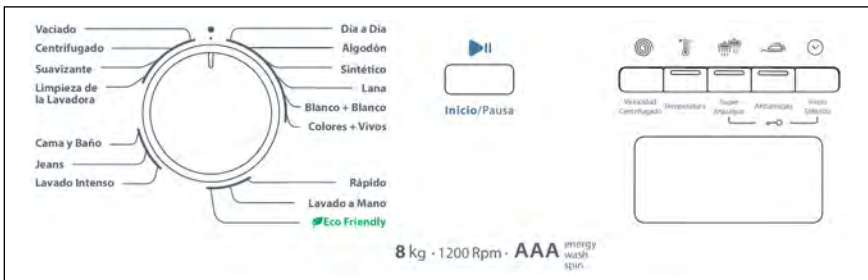 Vaciado
Centrifugado
Suavizante
Limpieza de
la Lavadora
Cama y Baño
Jeans
Lavado Intenso
Día a Día
Algodón
Sintético
Lana
Blanco + Blanco
Colores + Vivos
Rápido
Lavado a Mano
Eco Friendly
Inicio/Pausa
Velocidad
Centrifugado
Temperatura
Super
Enjuague
Antiarrugas
Inicio
Diferido
8 kg · 1200 Rpm · AAA energy
wash
spin